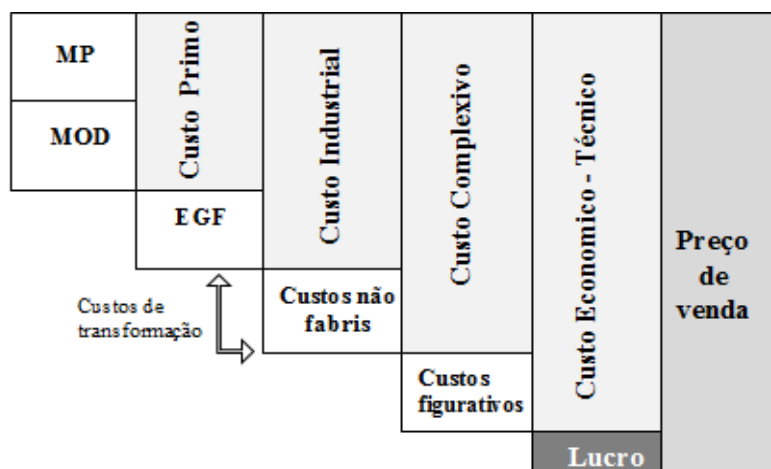 MP
MOD
Custo Primo
EGF
Custo Industrial
Custos de
transformação
Custos não
fabris
Custo Complexivo
Custos
figurativos
Custo Economico - Técnico
Lucro
Preço
de
venda